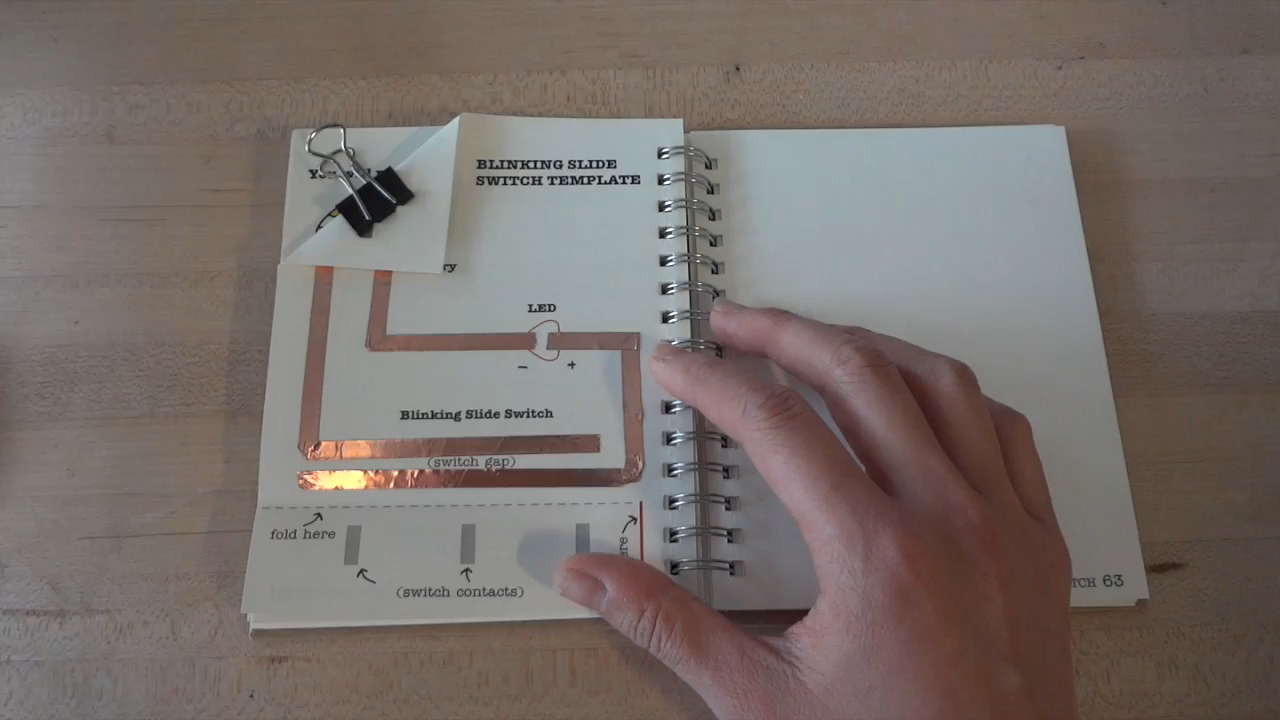 BLINKING SLIDE
SWITCH TEMPLATE
LED
- +
Blinking Slide Switch
(switch gap)
fold here
(switch contacts)
63